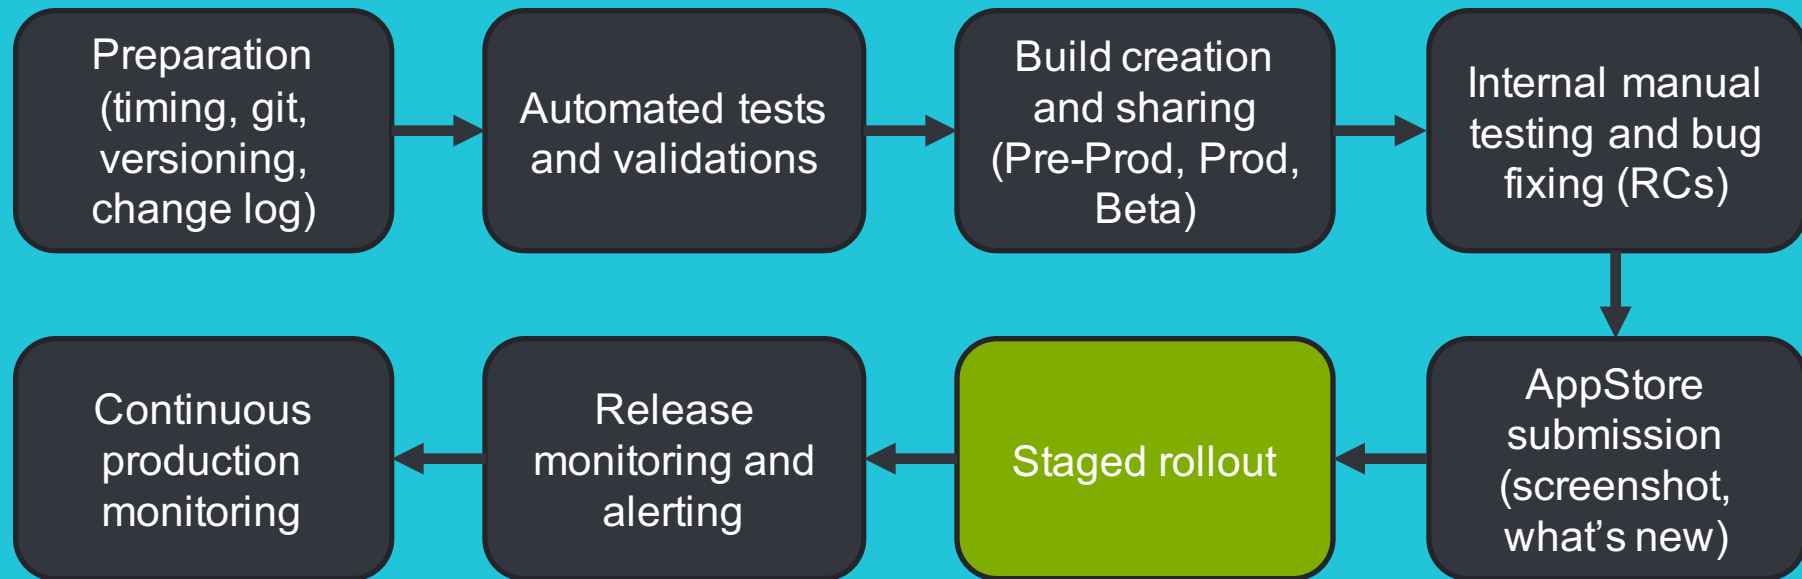 Preparation
(timing, git,
versioning,
change log)
Automated tests
and validations
Build creation
and sharing
(Pre-Prod, Prod,
Beta)
Internal manual
testing and bug
fixing (RCs)
AppStore
submission
(screenshot,
what’s new)
Staged rollout
Release
monitoring and
alerting
Continuous
production
monitoring